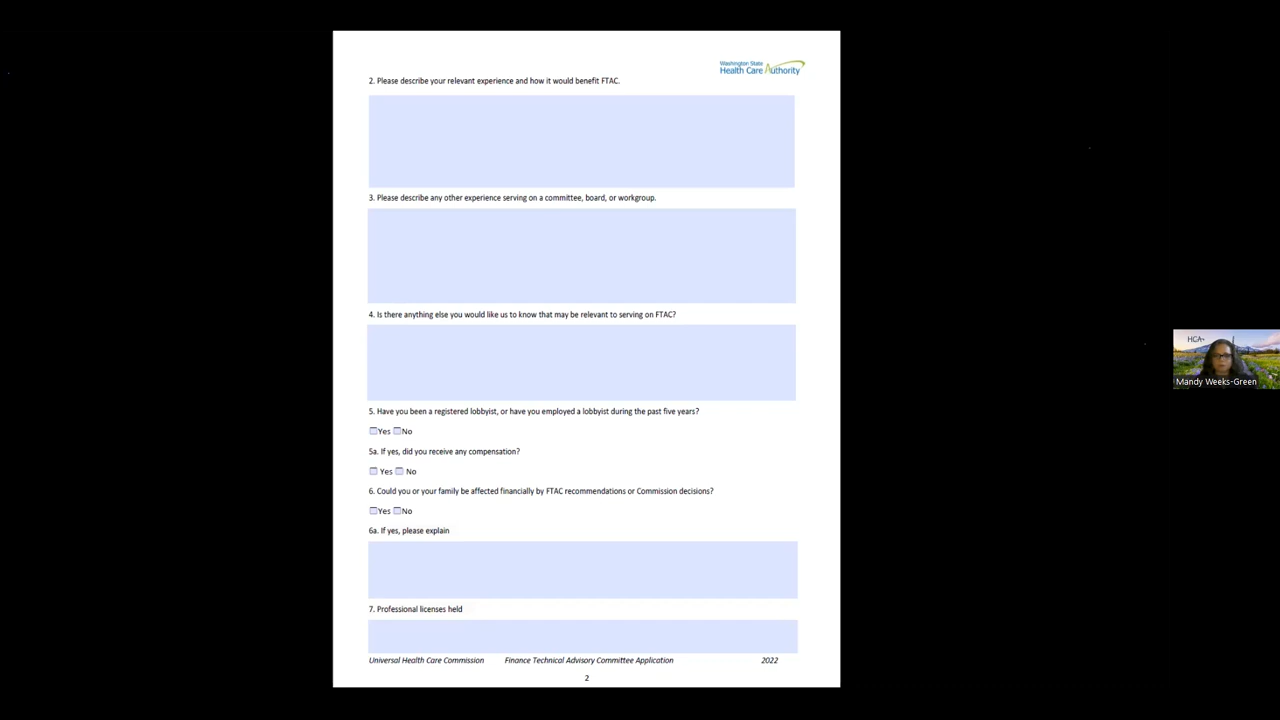 Washington State
Health Care Authority
2. Please describe your relevant experience and how it would benefit FTAC.
3. Please describe any other experience serving on a committee, board, or workgroup.
4. Is there anything else you would like us to know that may be relevant to serving on FTAC?
5. Have you been a registered lobbyist, or have you employed a lobbyist during the past five years?
Yes No
5a. If yes, did you receive any compensation?
Yes No
6. Could you or your family be affected financially by FTAC recommendations or Commission decisions?
Yes No
6a. If yes, please explain
7. Professional licenses held
Universal Health Care Commission Finance Technical Advisory Committee Application 2022
2
HCA
Mandy Weeks-Green